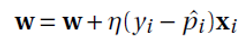 w = w + η(yᵢ − p̂ᵢ)xᵢ